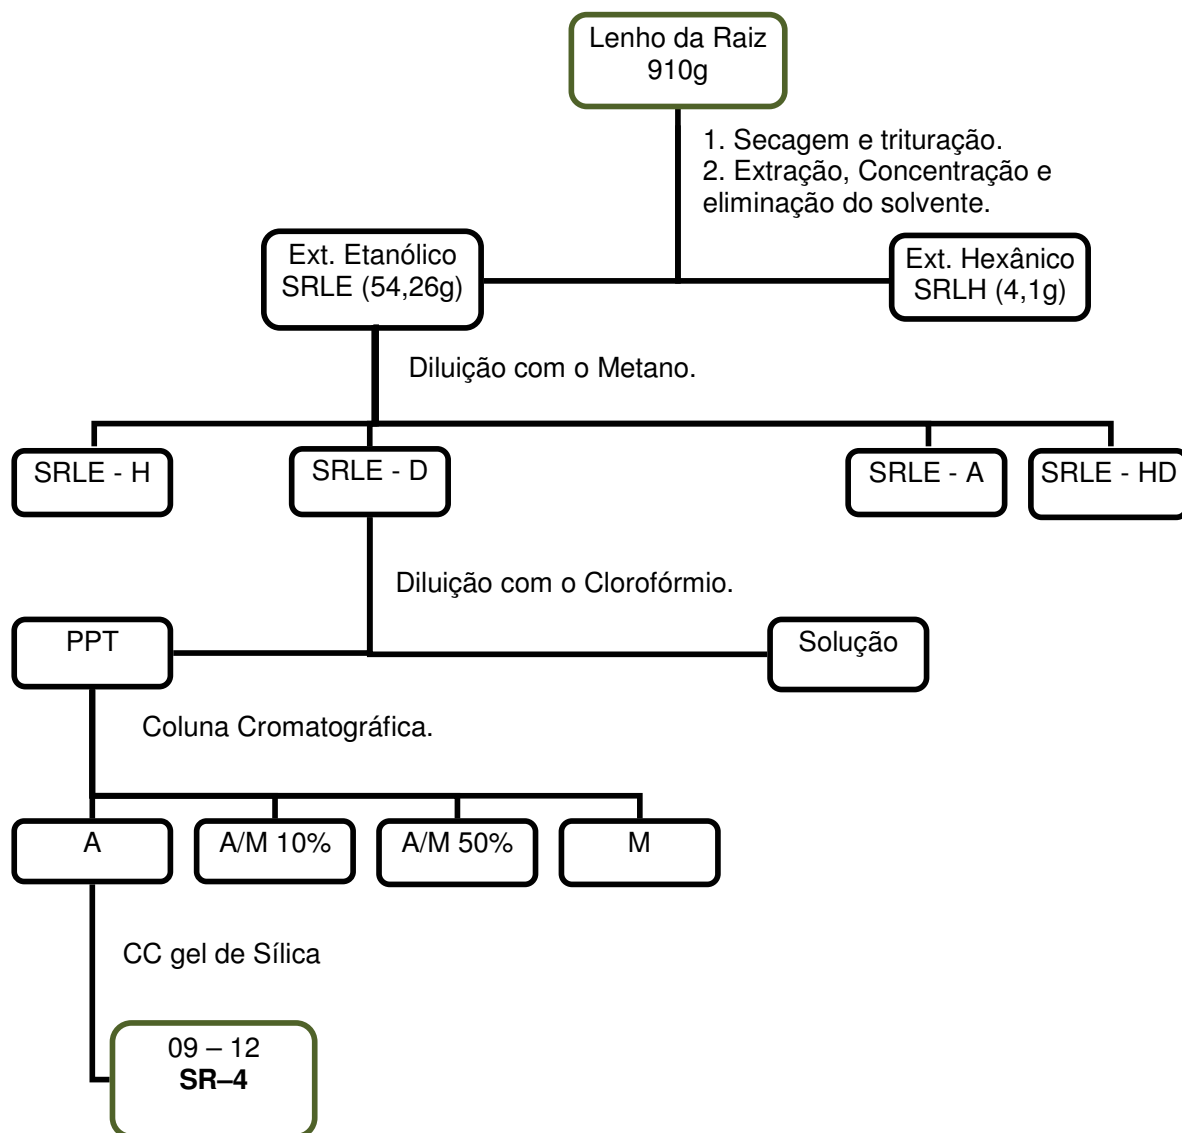 Lenho da Raiz
910g
1. Secagem e trituração.
2. Extração, Concentração e
eliminação do solvente.
Ext. Etanólico
SRLE (54,26g)
Ext. Hexânico
SRLH (4,1g)
Diluição com o Metano.
SRLE - H
SRLE - D
SRLE - A
SRLE - HD
Diluição com o Clorofórmio.
PPT
Solução
Coluna Cromatográfica.
A
A/M 10%
A/M 50%
M
CC gel de Sílica
09 – 12
SR–4